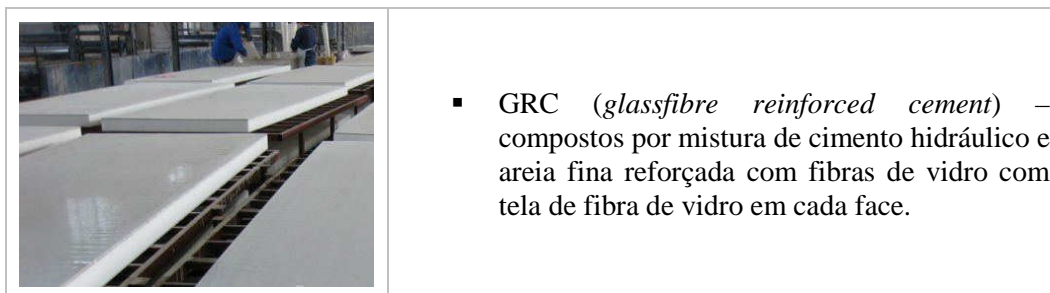 ▪ GRC (glassfibre reinforced cement) –
compostos por mistura de cimento hidráulico e
areia fina reforçada com fibras de vidro com
tela de fibra de vidro em cada face.